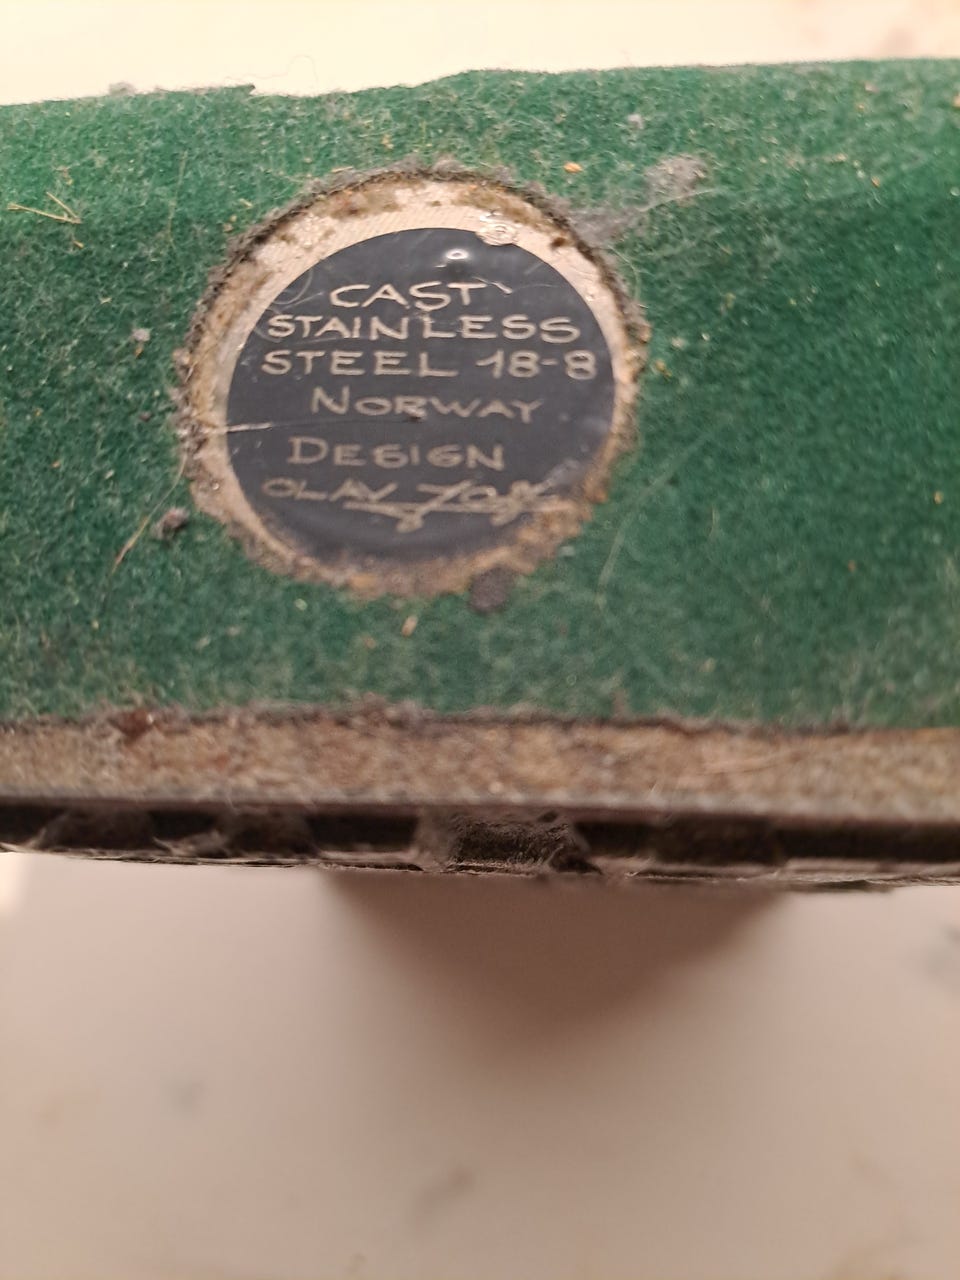 CAST
STAINLESS
STEEL 18-8
NORWAY
DESIGN
OLAV